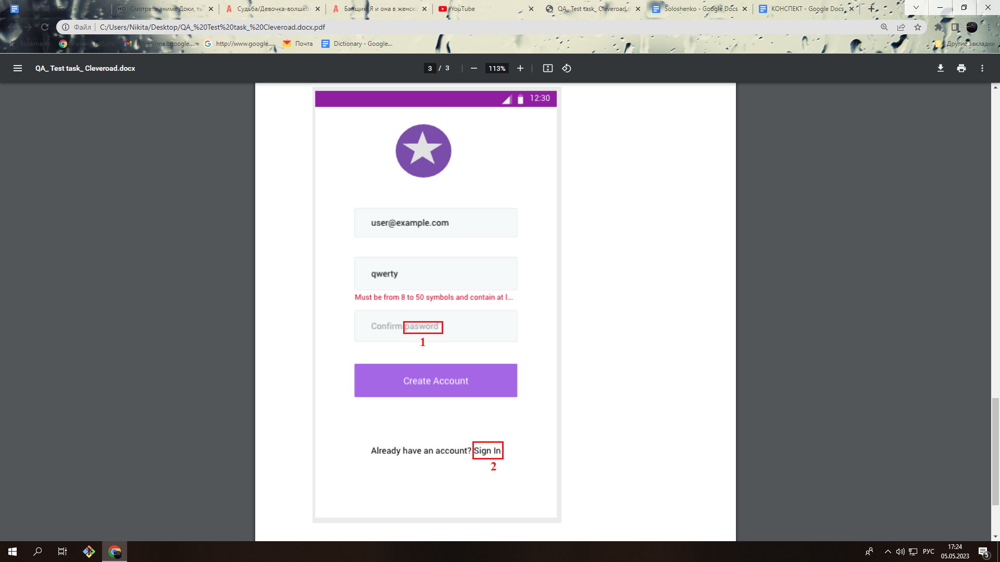 Смотреть аниме Доки, ты
Судьба/Девочка-волшеб
Банщик Я и она в женско
YouTube
QA_ Test task_ Cleveroad.d
Soloshenko - Google Docs
КОНСПЕКТ - Google Docs
Файл
C:/Users/Nikita/Desktop/QA_%20Test%20task_%20Cleveroad.docx.pdf
Bookmarks
Начало работы
https://mail.google....
http://www.google....
Почта
Dictionary - Google...
Другие закладки
QA_ Test task_ Cleveroad.docx
3 / 3
113%
12:30
user@example.com
qwerty
Must be from 8 to 50 symbols and contain at l...
Confirm pasword
1
Create Account
Already have an account? Sign In
2
РУС
17:24
05.05.2023
5